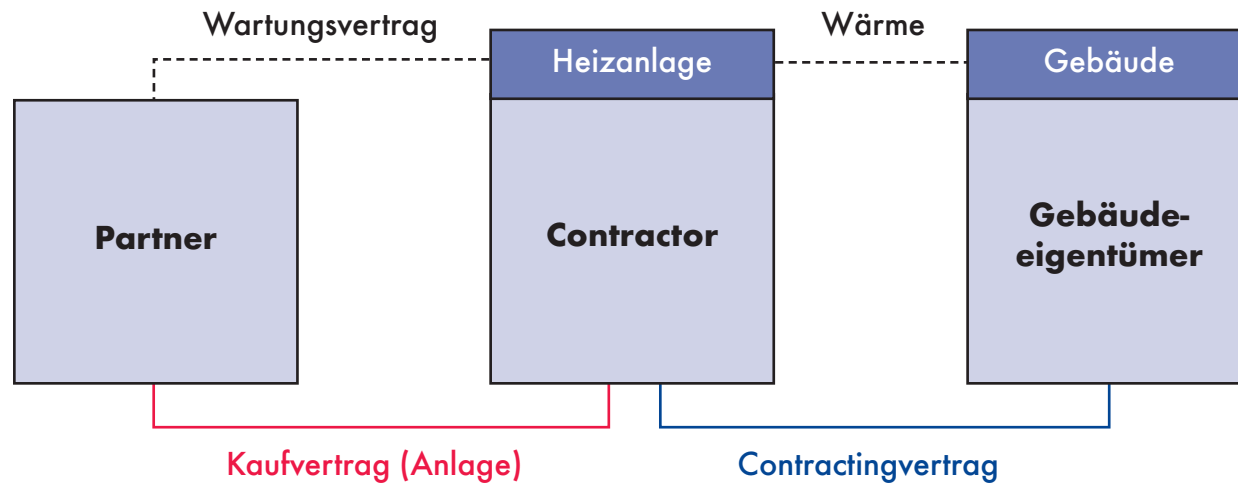 Wartungsvertrag
Wärme
Heizanlage
Gebäude
Partner
Contractor
Gebäude-
eigentümer
Kaufvertrag (Anlage)
Contractingvertrag